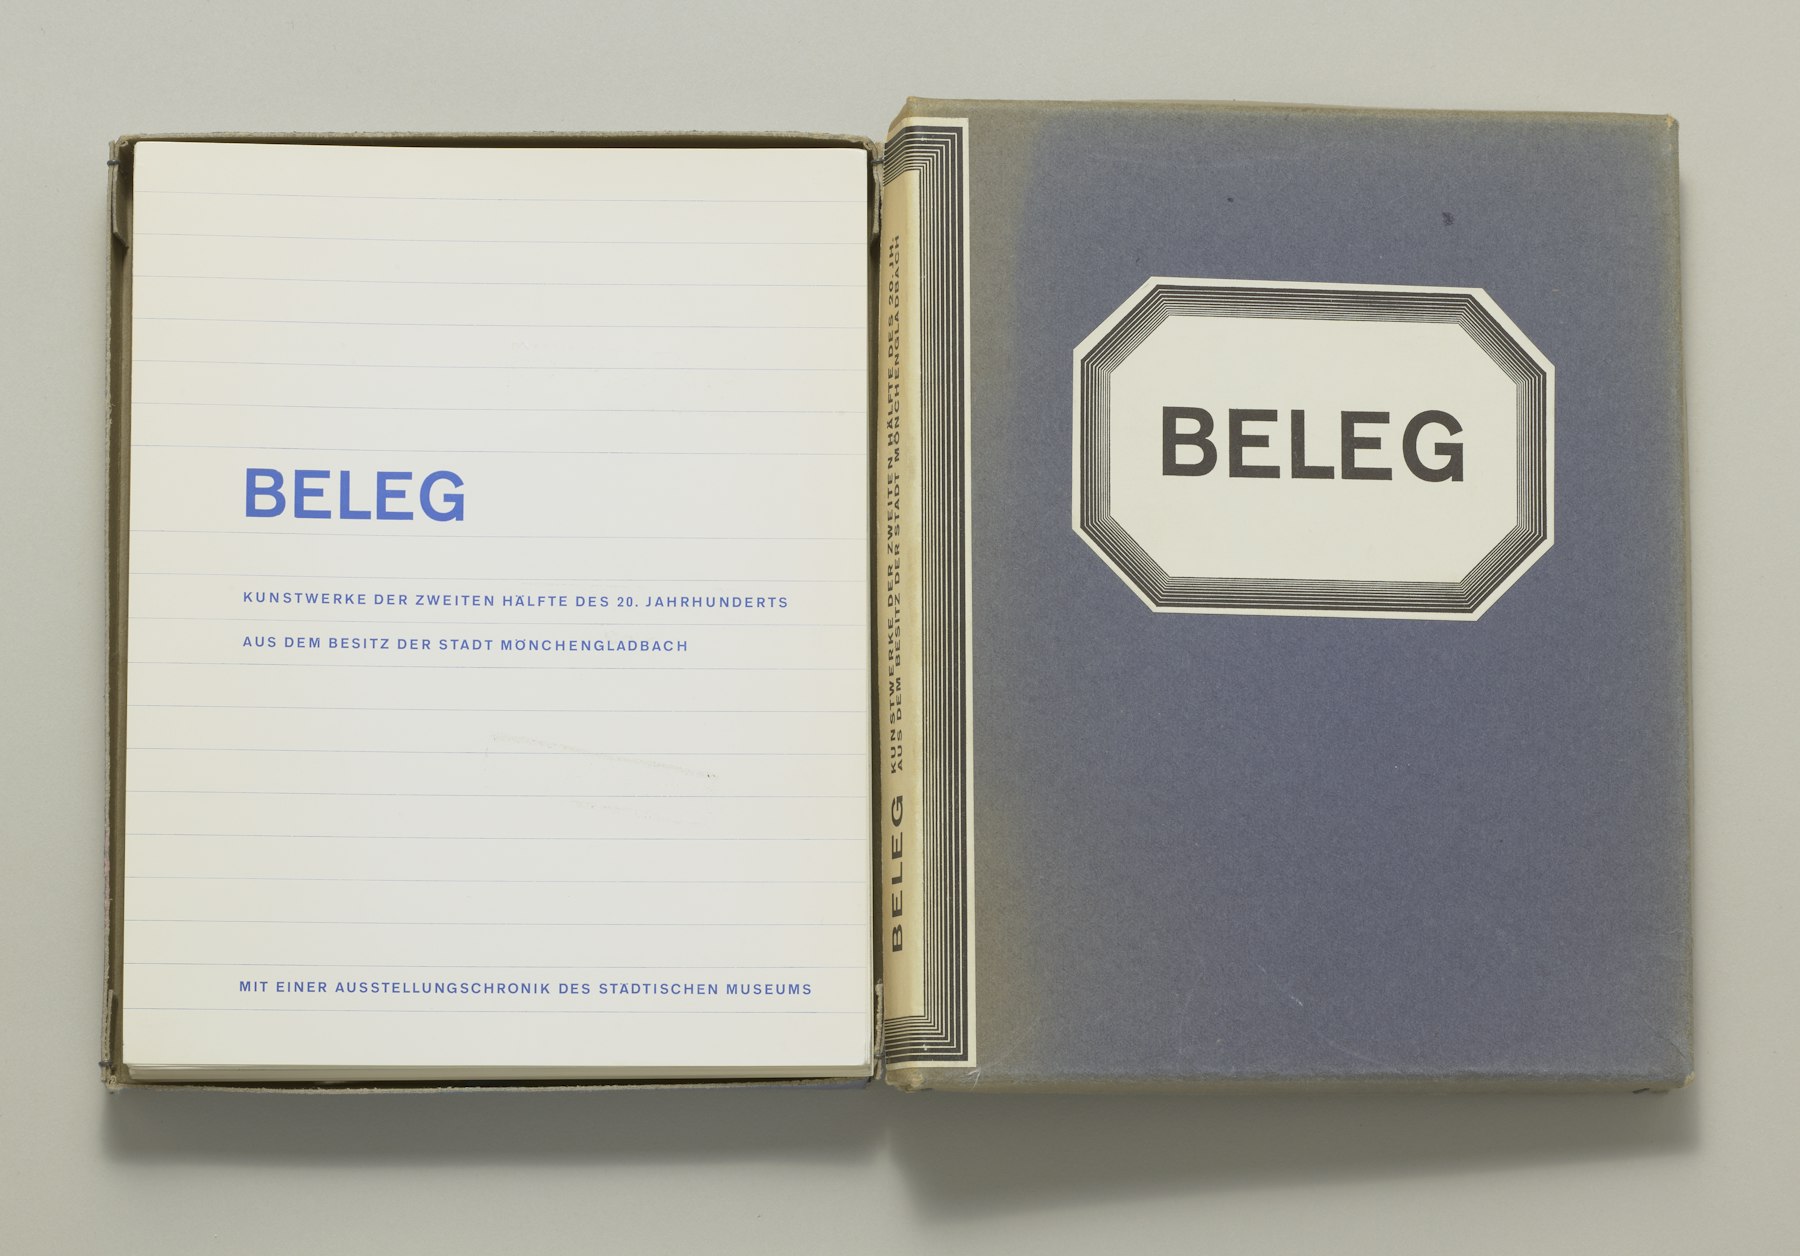 BELEG
KUNSTWERKE DER ZWEITEN HÄLFTE DES 20. JAHRHUNDERTS
AUS DEM BESITZ DER STADT MÖNCHENGLADBACH
MIT EINER AUSSTELLUNGSCHRONIK DES STÄDTISCHEN MUSEUMS
BELEG
KUNSTWERKE DER ZWEITEN HÄLFTE DES 20. JH.
AUS DEM BESITZ DER STADT MÖNCHENGLADBACH
BELEG